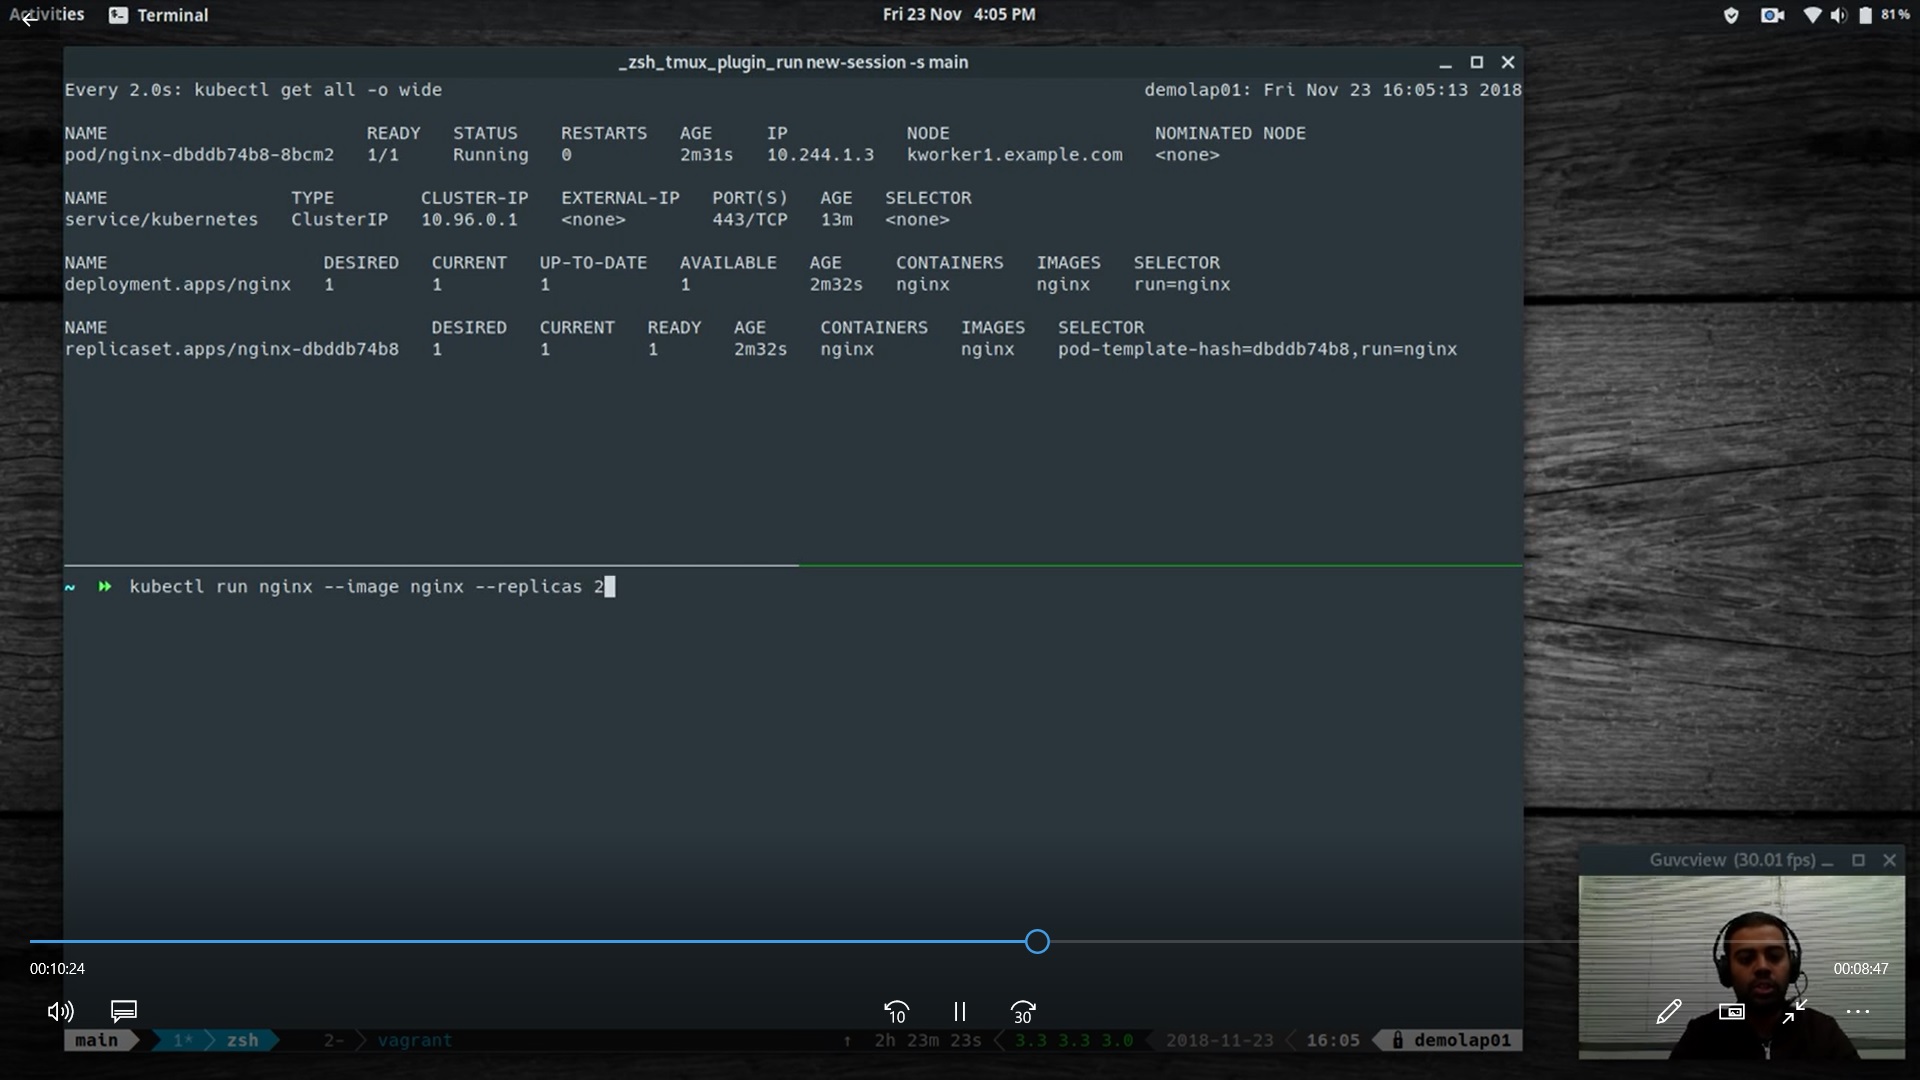 Activities Terminal Fri 23 Nov 4:05 PM 81%
_zsh_tmux_plugin_run new-session -s main
Every 2.0s: kubectl get all -o wide demolap01: Fri Nov 23 16:05:13 2018
NAME READY STATUS RESTARTS AGE IP NODE NOMINATED NODE
pod/nginx-dbddb74b8-8bcm2 1/1 Running 0 2m31s 10.244.1.3 kworker1.example.com <none>
NAME TYPE CLUSTER-IP EXTERNAL-IP PORT(S) AGE SELECTOR
service/kubernetes ClusterIP 10.96.0.1 <none> 443/TCP 13m <none>
NAME DESIRED CURRENT UP-TO-DATE AVAILABLE AGE CONTAINERS IMAGES SELECTOR
deployment.apps/nginx 1 1 1 1 2m32s nginx nginx run=nginx
NAME DESIRED CURRENT READY AGE CONTAINERS IMAGES SELECTOR
replicaset.apps/nginx-dbddb74b8 1 1 1 2m32s nginx nginx pod-template-hash=dbddb74b8,run=nginx
~ kubectl run nginx --image nginx --replicas 2
Guvcview (30.01 fps)
00:10:24 00:08:47
10 30
main 1* zsh 2- vagrant ↑ 2h 23m 23s 3.3 3.3 3.0 2018-11-23 16:05 demolap01